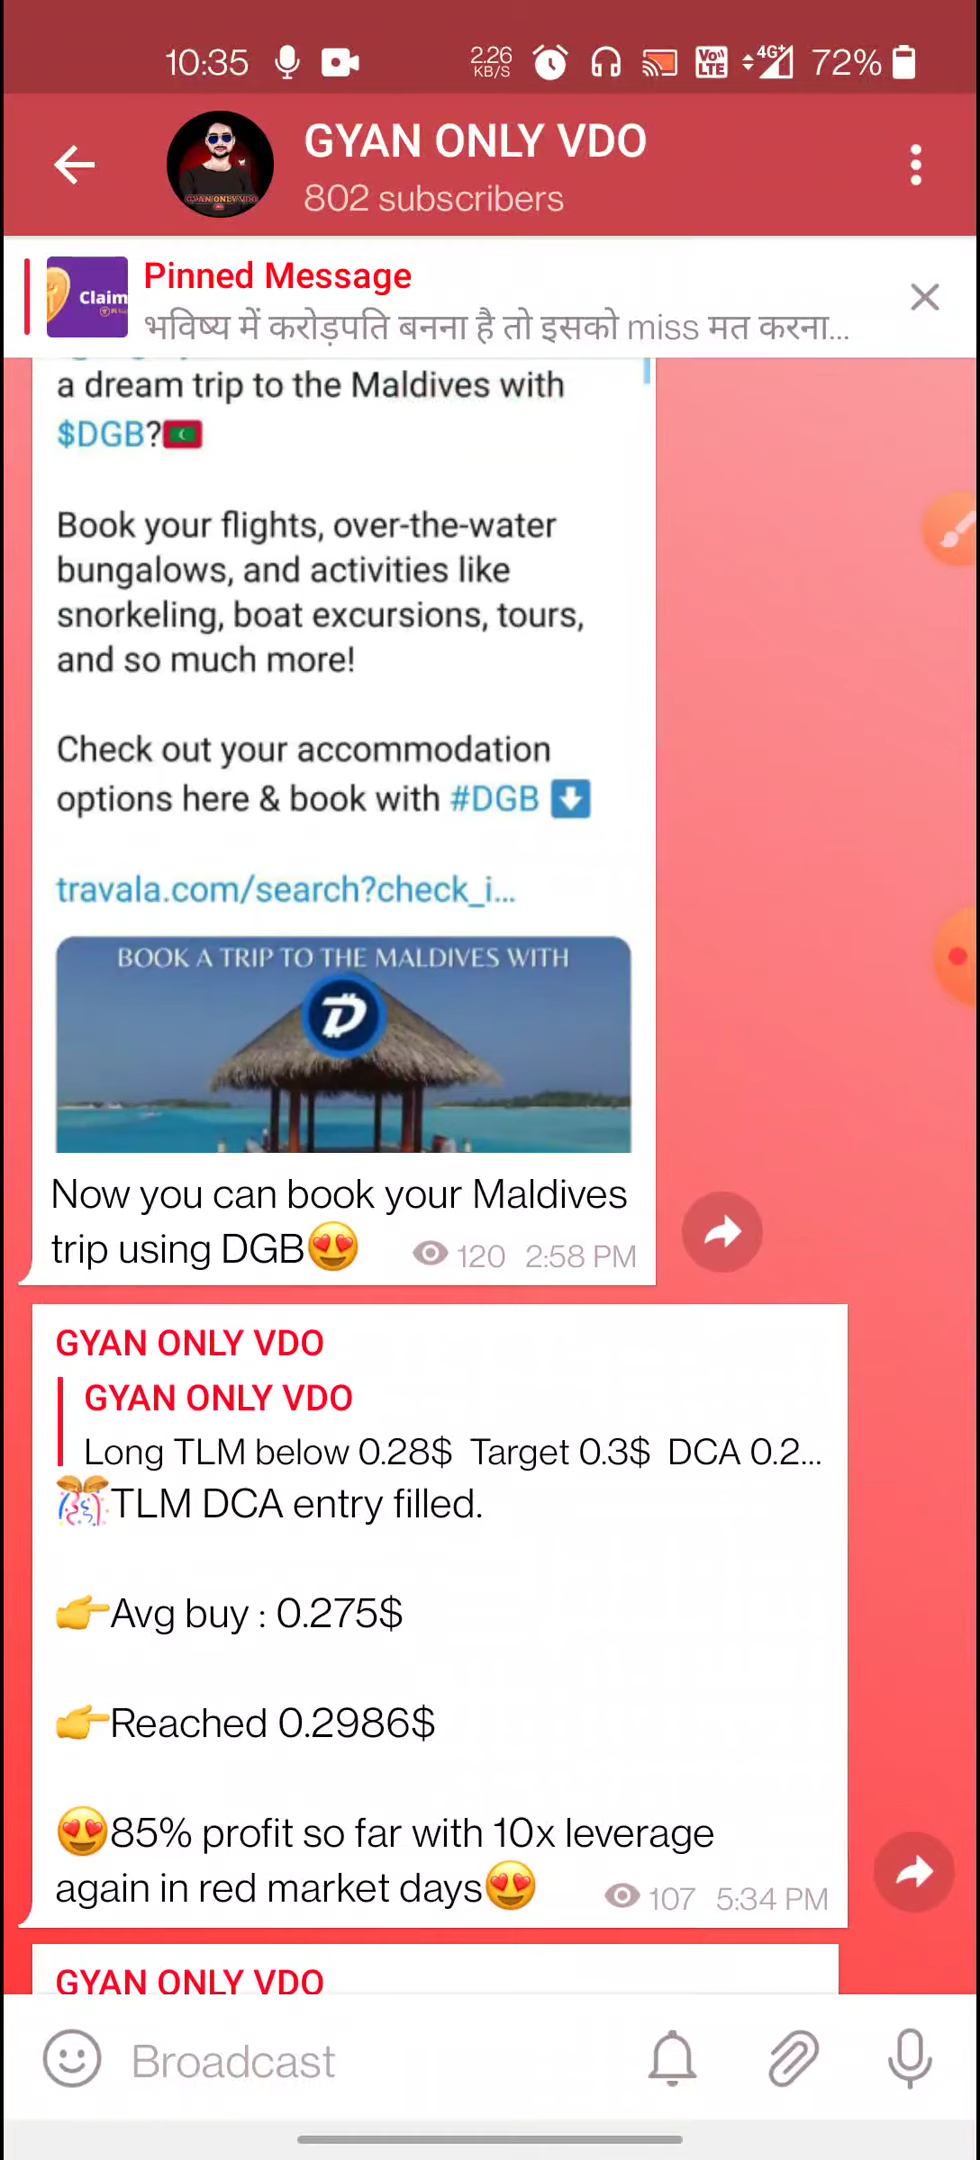 10:35
2.26
KB/S
Vo))
LTE
4G+
72%
GYAN ONLY VDO
802 subscribers
Claim
Pinned Message
भविष्य में करोड़पति बनना है तो इसको miss मत करना...
a dream trip to the Maldives with
$DGB?🇲🇻
Book your flights, over-the-water
bungalows, and activities like
snorkeling, boat excursions, tours,
and so much more!
Check out your accommodation
options here & book with #DGB ⬇️
travala.com/search?check_i...
BOOK A TRIP TO THE MALDIVES WITH
Now you can book your Maldives
trip using DGB😍 120 2:58 PM
GYAN ONLY VDO
GYAN ONLY VDO
Long TLM below 0.28$ Target 0.3$ DCA 0.2...
🎊TLM DCA entry filled.
👉Avg buy : 0.275$
👉Reached 0.2986$
😍85% profit so far with 10x leverage
again in red market days😍 107 5:34 PM
GYAN ONLY VDO
Broadcast